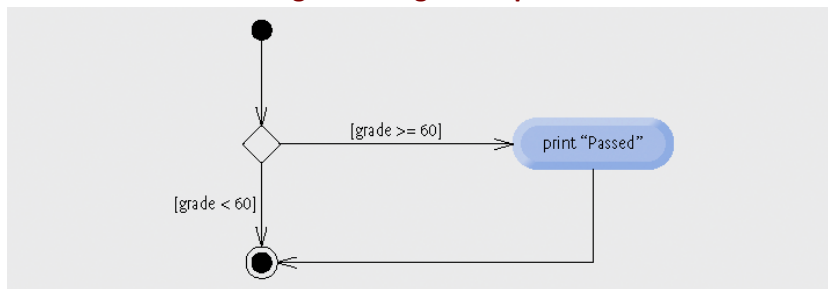 [grade >= 60]
print “Passed”
[grade < 60]